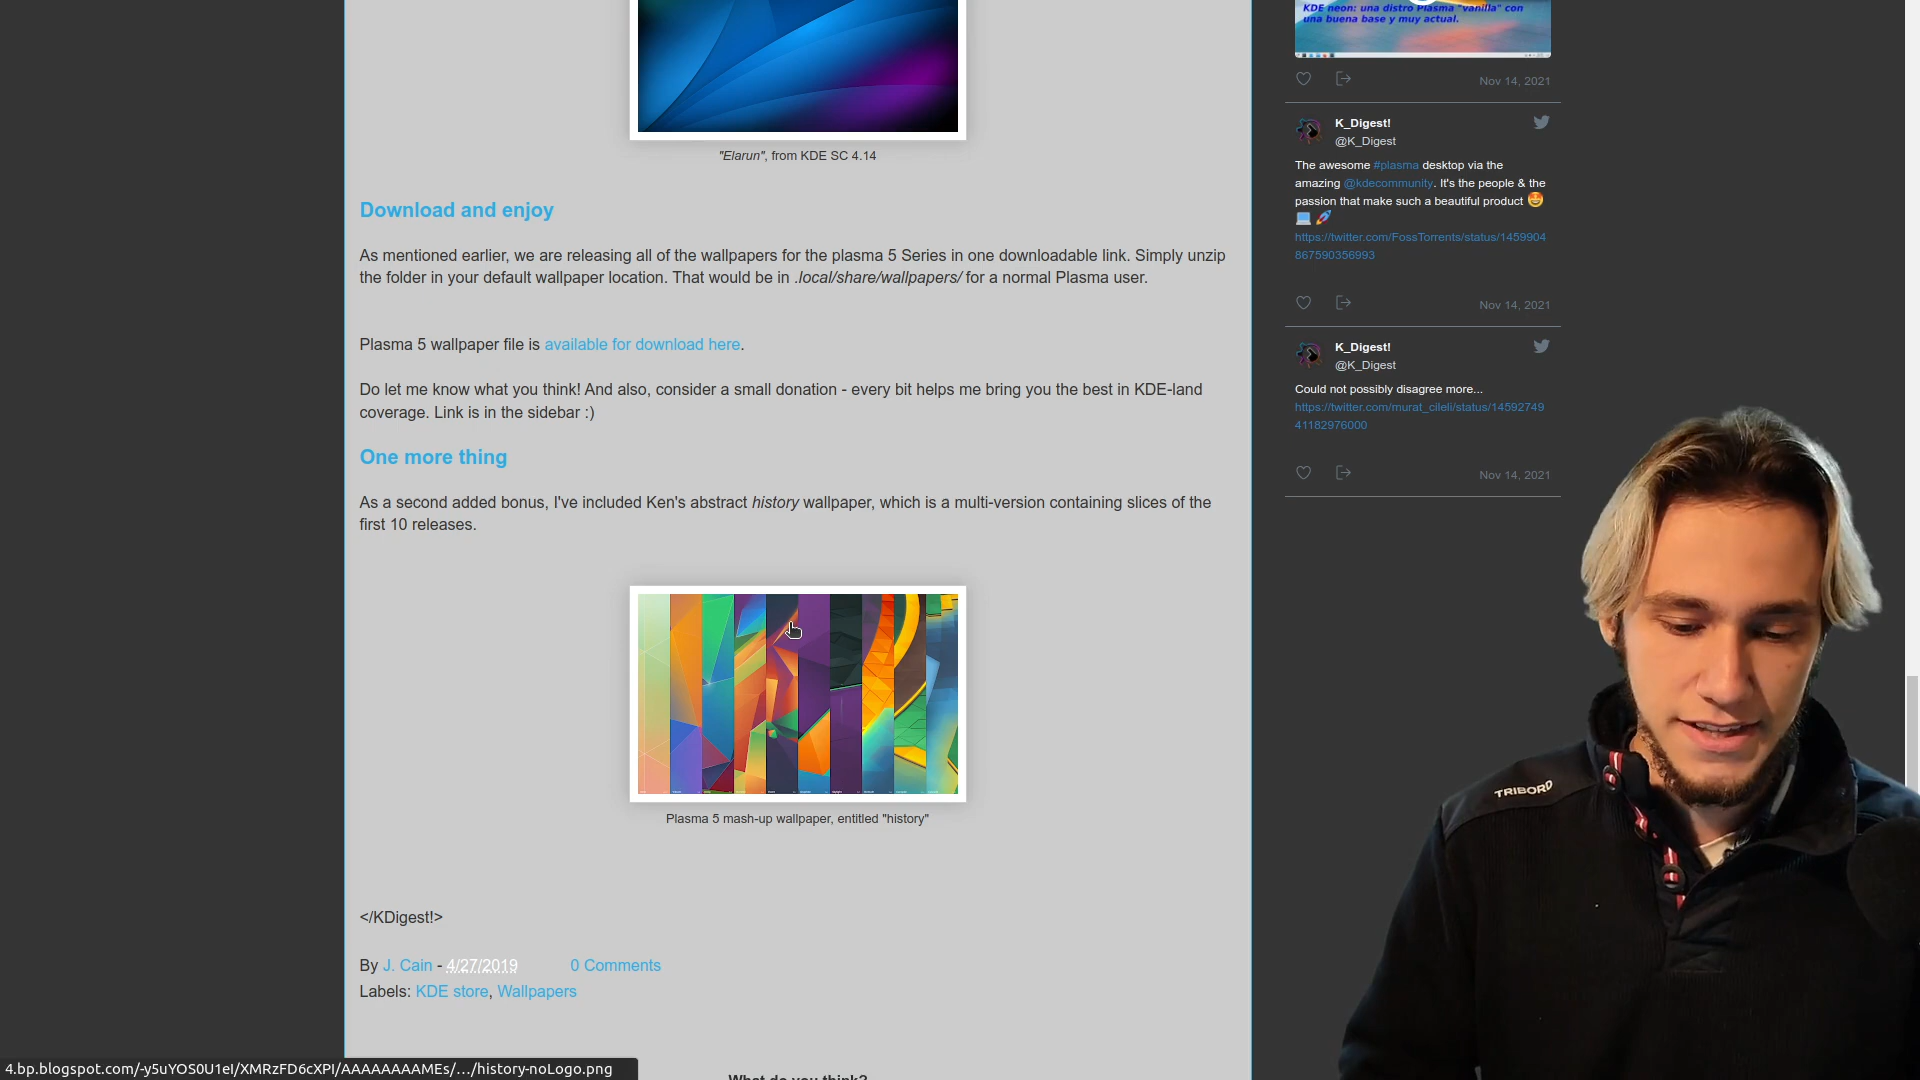 "Elarun", from KDE SC 4.14
Download and enjoy
As mentioned earlier, we are releasing all of the wallpapers for the plasma 5 Series in one downloadable link. Simply unzip
the folder in your default wallpaper location. That would be in .local/share/wallpapers/ for a normal Plasma user.
Plasma 5 wallpaper file is available for download here.
Do let me know what you think! And also, consider a small donation - every bit helps me bring you the best in KDE-land
coverage. Link is in the sidebar :)
One more thing
As a second added bonus, I've included Ken's abstract history wallpaper, which is a multi-version containing slices of the
first 10 releases.
Plasma 5 mash-up wallpaper, entitled "history"
</KDigest!>
By J. Cain - 4/27/2019 0 Comments
Labels: KDE store, Wallpapers
What do you think?
4.bp.blogspot.com/-y5uYOS0U1eI/XMRzFD6cXPI/AAAAAAAAMEs/…/history-noLogo.png
KDE neon: una distro Plasma "vanilla" con
una buena base y muy actual.
Nov 14, 2021
K_Digest!
@K_Digest
The awesome #plasma desktop via the
amazing @kdecommunity. It's the people & the
passion that make such a beautiful product 🤩
💻 🚀
https://twitter.com/FossTorrents/status/1459904
867590356993
Nov 14, 2021
K_Digest!
@K_Digest
Could not possibly disagree more...
https://twitter.com/murat_cileli/status/14592749
41182976000
Nov 14, 2021
TRIBORD